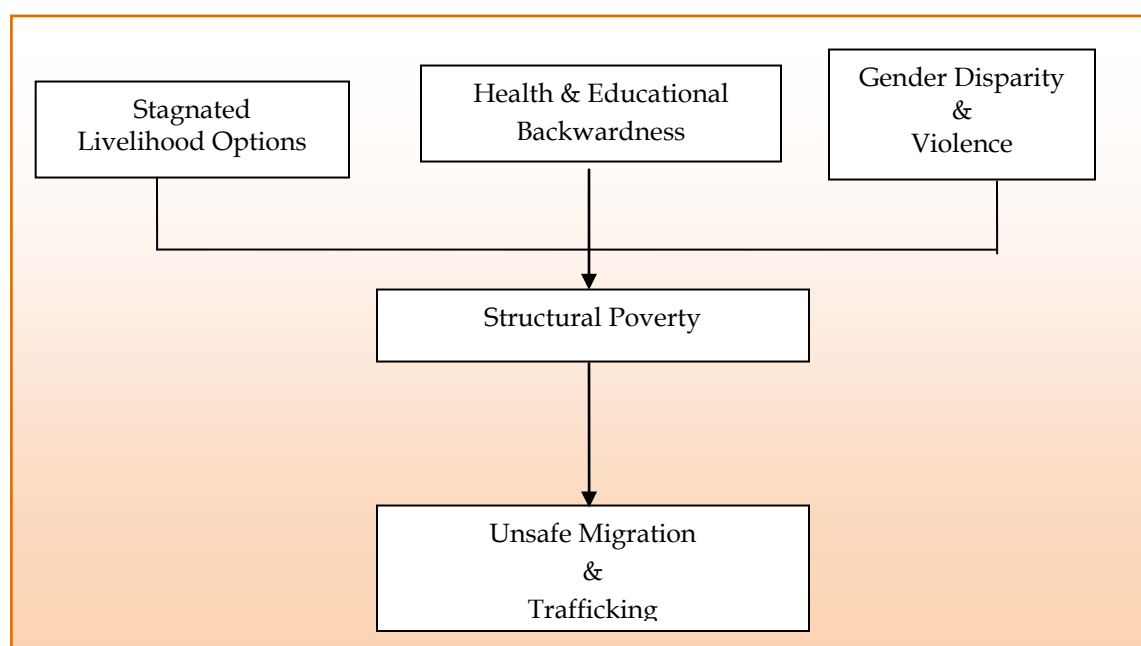 Stagnated
Livelihood Options
Health & Educational
Backwardness
Gender Disparity
&
Violence
Structural Poverty
Unsafe Migration
&
Trafficking